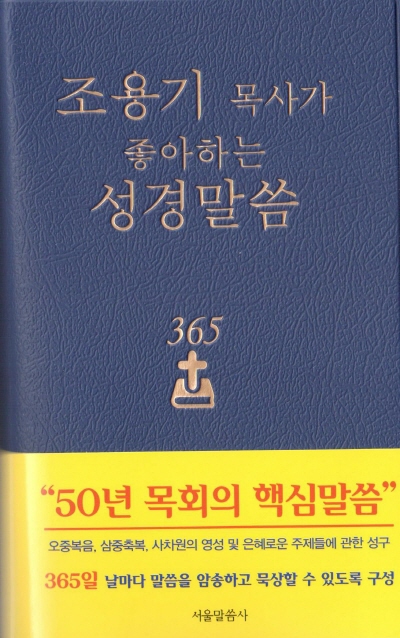 조용기 목사가
좋아하는
성경말씀
365
“50년 목회의 핵심말씀”
오중복음, 삼중축복, 사차원의 영성 및 은혜로운 주제들에 관한 성구
365일 날마다 말씀을 암송하고 묵상할 수 있도록 구성
서울말씀사